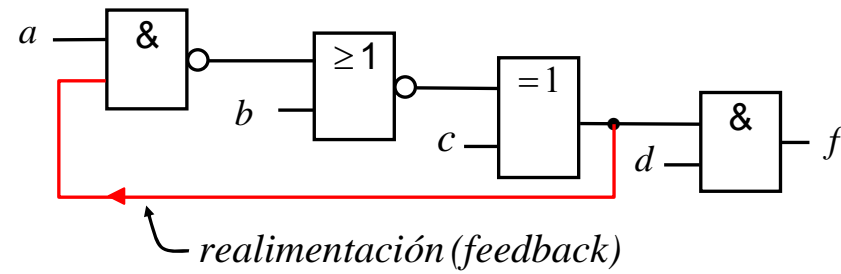 a
&
≥1
b
=1
c
&
d
f
realimentación (feedback)